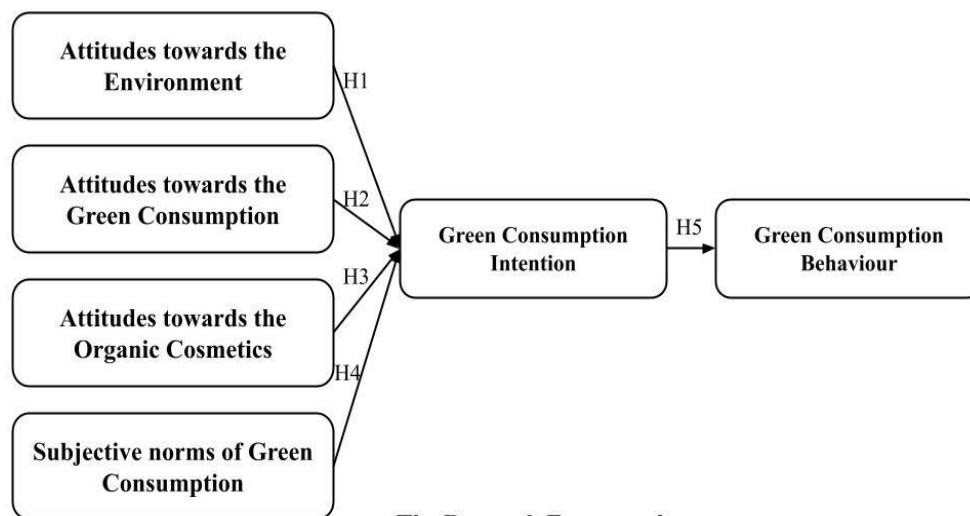 Attitudes towards the
Environment
H1
Attitudes towards the
Green Consumption
H2
Attitudes towards the
Organic Cosmetics
H3
Subjective norms of Green
Consumption
H4
Green Consumption
Intention
H5
Green Consumption
Behaviour